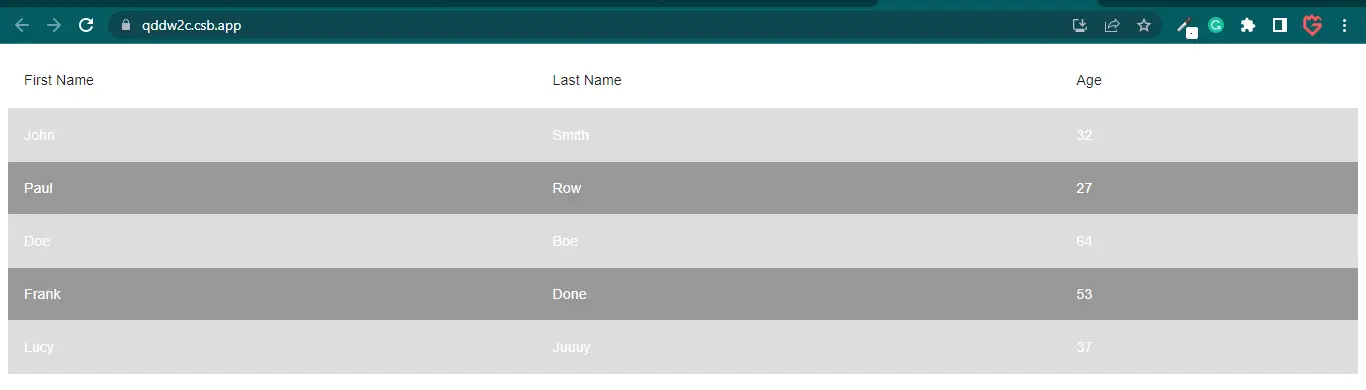 qddw2c.csb.app
First Name Last Name Age
John Smith 32
Paul Row 27
Doe Boe 64
Frank Done 53
Lucy Juuuy 37